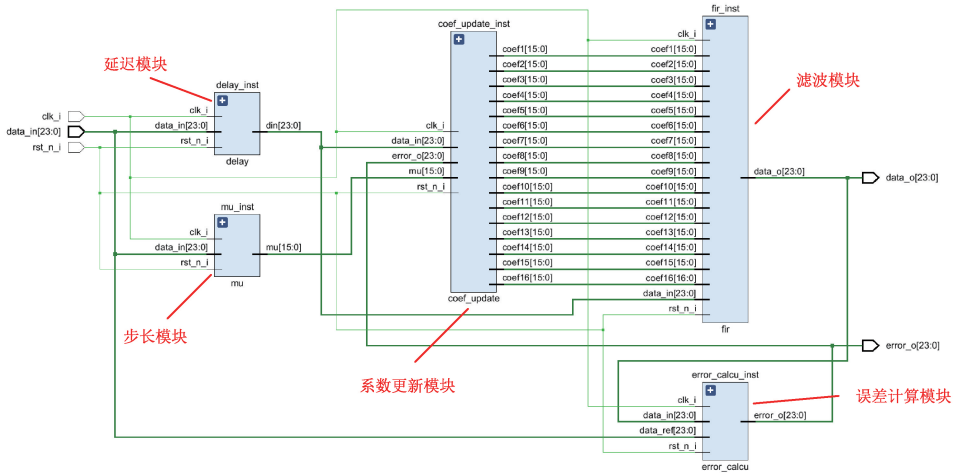 clk_i
data_in[23:0]
rst_n_i
延迟模块
delay_inst
clk_i
data_in[23:0]
rst_n_i
din[23:0]
delay
mu_inst
clk_i
data_in[23:0]
rst_n_i
mu[15:0]
mu
步长模块
coef_update_inst
clk_i
data_in[23:0]
error_o[23:0]
mu[15:0]
rst_n_i
coef1[15:0]
coef2[15:0]
coef3[15:0]
coef4[15:0]
coef5[15:0]
coef6[15:0]
coef7[15:0]
coef8[15:0]
coef9[15:0]
coef10[15:0]
coef11[15:0]
coef12[15:0]
coef13[15:0]
coef14[15:0]
coef15[15:0]
coef16[15:0]
coef_update
系数更新模块
fir_inst
clk_i
coef1[15:0]
coef2[15:0]
coef3[15:0]
coef4[15:0]
coef5[15:0]
coef6[15:0]
coef7[15:0]
coef8[15:0]
coef9[15:0]
coef10[15:0]
coef11[15:0]
coef12[15:0]
coef13[15:0]
coef14[15:0]
coef15[15:0]
coef16[16:0]
data_in[23:0]
rst_n_i
data_o[23:0]
fir
滤波模块
data_o[23:0]
error_o[23:0]
error_calcu_inst
clk_i
data_in[23:0]
data_ref[23:0]
rst_n_i
error_o[23:0]
error_calcu
误差计算模块